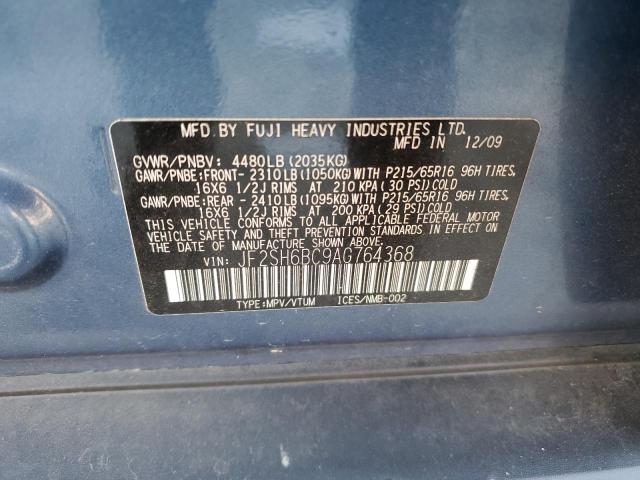 MFD.BY FUJI HEAVY INDUSTRIES LTD.
MFD IN 12/09
GVWR/PNBV: 4480LB(2035KG)
GAWR/PNBE:FRONT- 2310LB(1050KG)WITH P215/65R16 96H TIRES,
16X6 1/2J RIMS AT 210 KPA(30 PSI)COLD
GAWR/PNBE:REAR - 2410LB(1095KG)WITH P215/65R16 96H TIRES,
16X6 1/2J RIMS AT 200 KPA(29 PSI)COLD
THIS VEHICLE CONFORMS TO ALL APPLICABLE FEDERAL MOTOR
VEHICLE SAFETY AND THEFT PREVENTION STANDARDS IN EFFECT
ON THE DATE OF MANUFACTURE SHOWN ABOVE.
VIN: JF2SH6BC9AG764368
TYPE:MPV/VTUM ICES/NMB-002